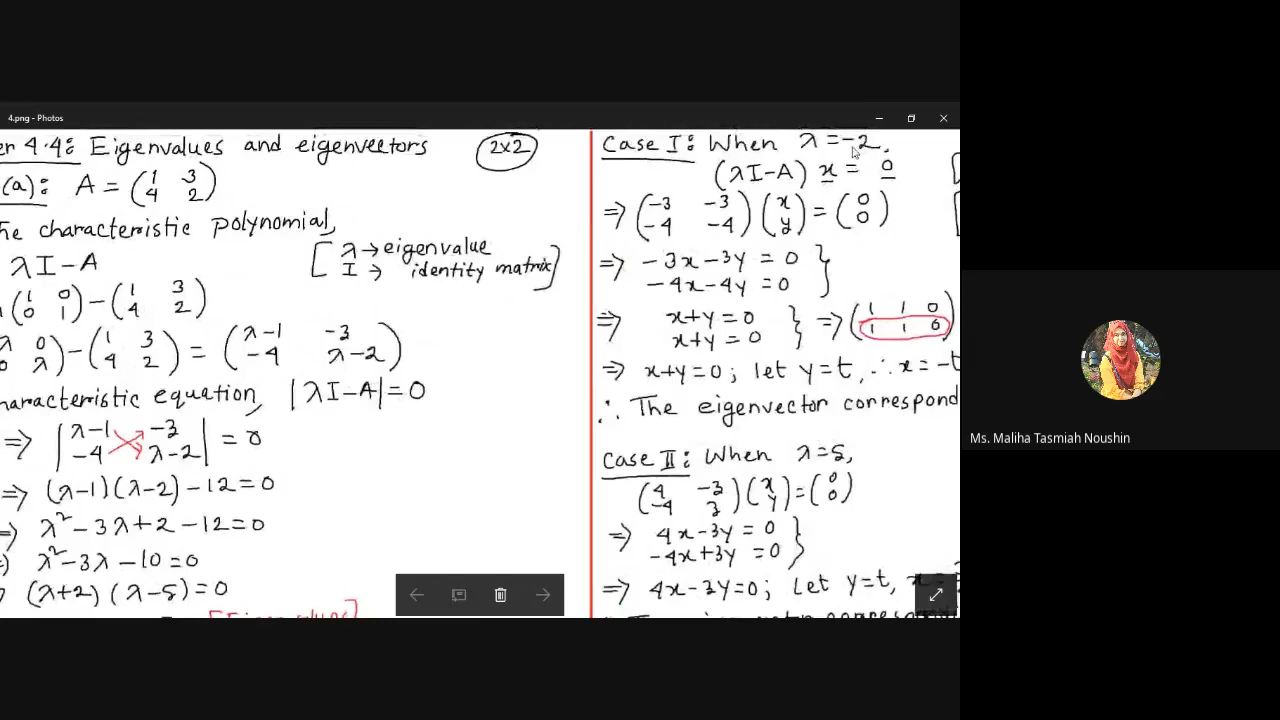 4.png - Photos
er 4.4: Eigenvalues and eigenvectors
2x2
(a): A = (1 3
4 2)
he characteristic polynomial,
λI-A
[λ → eigenvalue
I → identity matrix]
(1 0
0 1) - (1 3
4 2)
λ 0
0 λ) - (1 3
4 2) = (λ-1 -3
-4 λ-2)
haracteristic equation, |λI-A| = 0
⇒ |λ-1 -3
-4 λ-2| = 0
⇒ (λ-1)(λ-2) - 12 = 0
⇒ λ² - 3λ + 2 - 12 = 0
λ² - 3λ - 10 = 0
(λ+2)(λ-5) = 0
Case I: When λ = -2,
(λI-A) x = 0
⇒ (-3 -3
-4 -4)(x
y) = (0
0)
⇒ -3x-3y = 0
-4x-4y = 0}
⇒ x+y = 0
x+y = 0} ⇒ (1 1 0
1 1 0)
⇒ x+y=0; let y=t, ∴ x = -t
∴ The eigenvector correspond
Case II: When λ=5,
(4 -3
-4 3)(x
y) = (0
0)
⇒ 4x-3y = 0
-4x+3y = 0}
⇒ 4x-3y=0; Let y=t, x =
Ms. Maliha Tasmiah Noushin